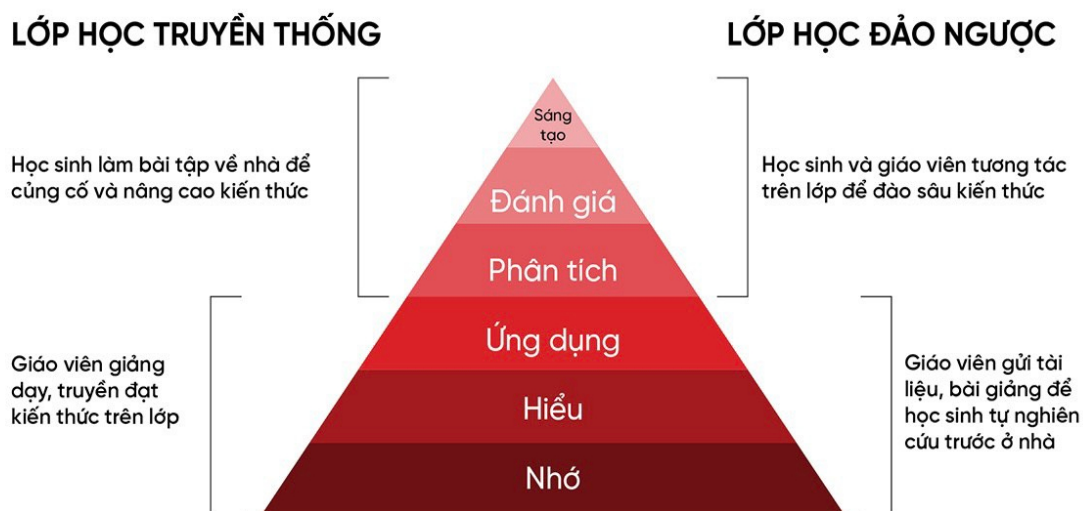 LỚP HỌC TRUYỀN THỐNG
LỚP HỌC ĐẢO NGƯỢC
Sáng
tạo
Học sinh làm bài tập về nhà để
củng cố và nâng cao kiến thức
Đánh giá
Học sinh và giáo viên tương tác
trên lớp để đào sâu kiến thức
Phân tích
Ứng dụng
Giáo viên giảng
dạy, truyền đạt
kiến thức trên lớp
Hiểu
Giáo viên gửi tài
liệu, bài giảng để
học sinh tự nghiên
cứu trước ở nhà
Nhớ